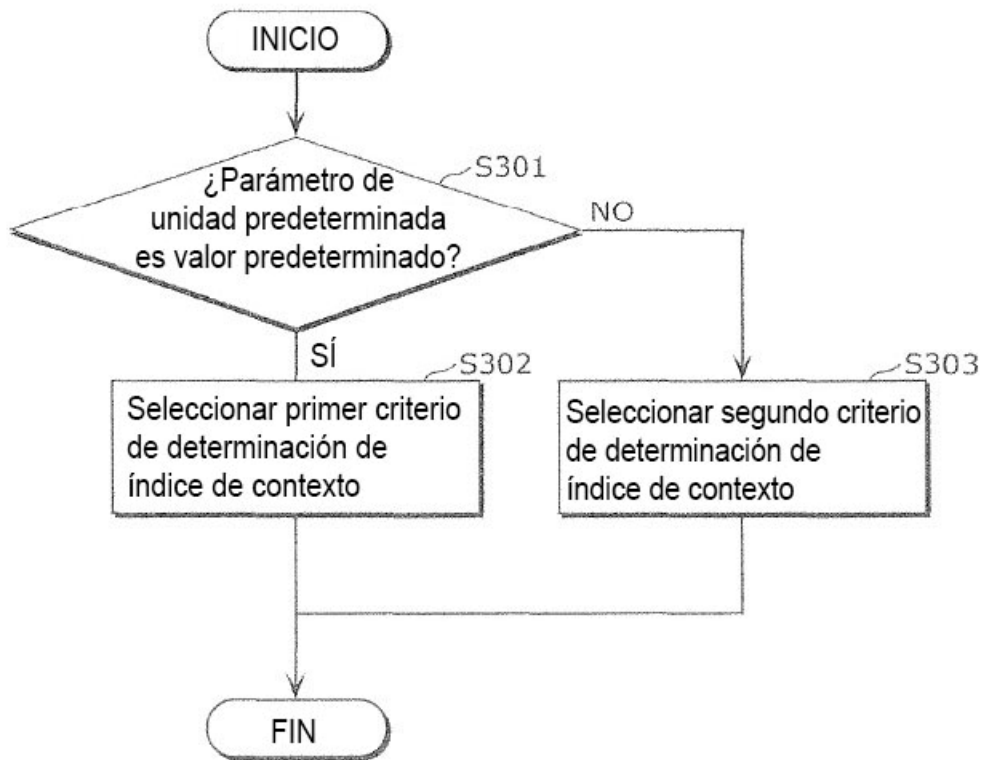 INICIO
S301
¿Parámetro de
unidad predeterminada
es valor predeterminado?
NO
SÍ
S302
Seleccionar primer criterio
de determinación de
índice de contexto
S303
Seleccionar segundo criterio
de determinación de
índice de contexto
FIN